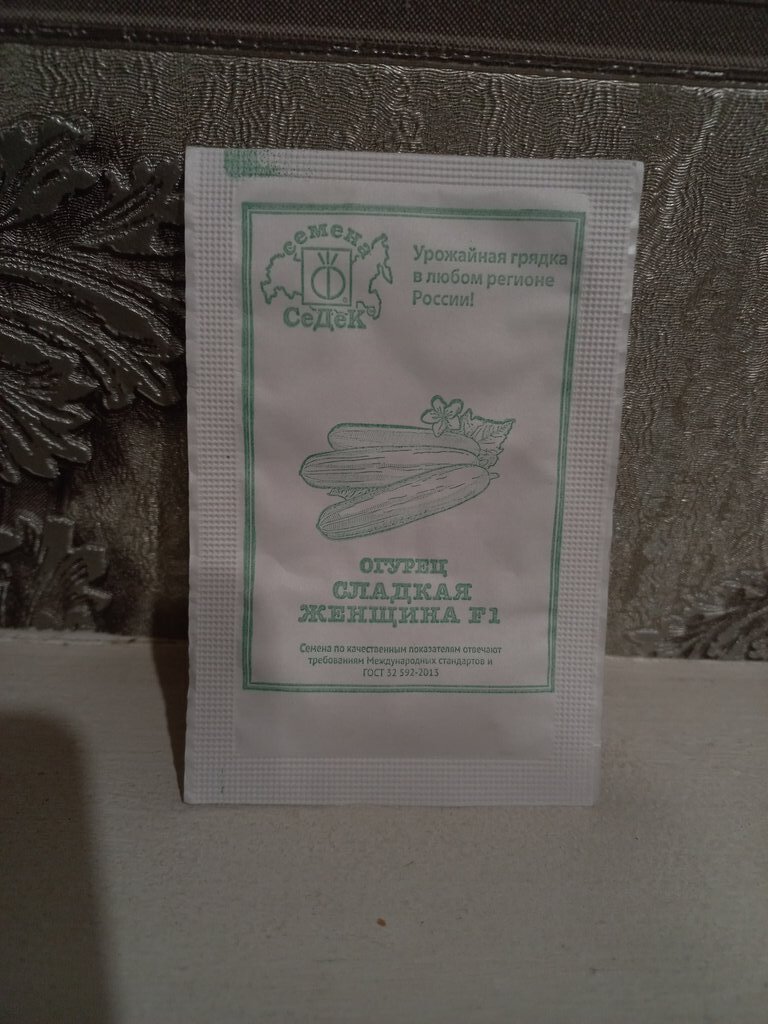 семена
СеДеК
Урожайная грядка
в любом регионе
России!
ОГУРЕЦ
СЛАДКАЯ
ЖЕНЩИНА F1
Семена по качественным показателям отвечают
требованиям Международных стандартов и
ГОСТ 32 592-2013